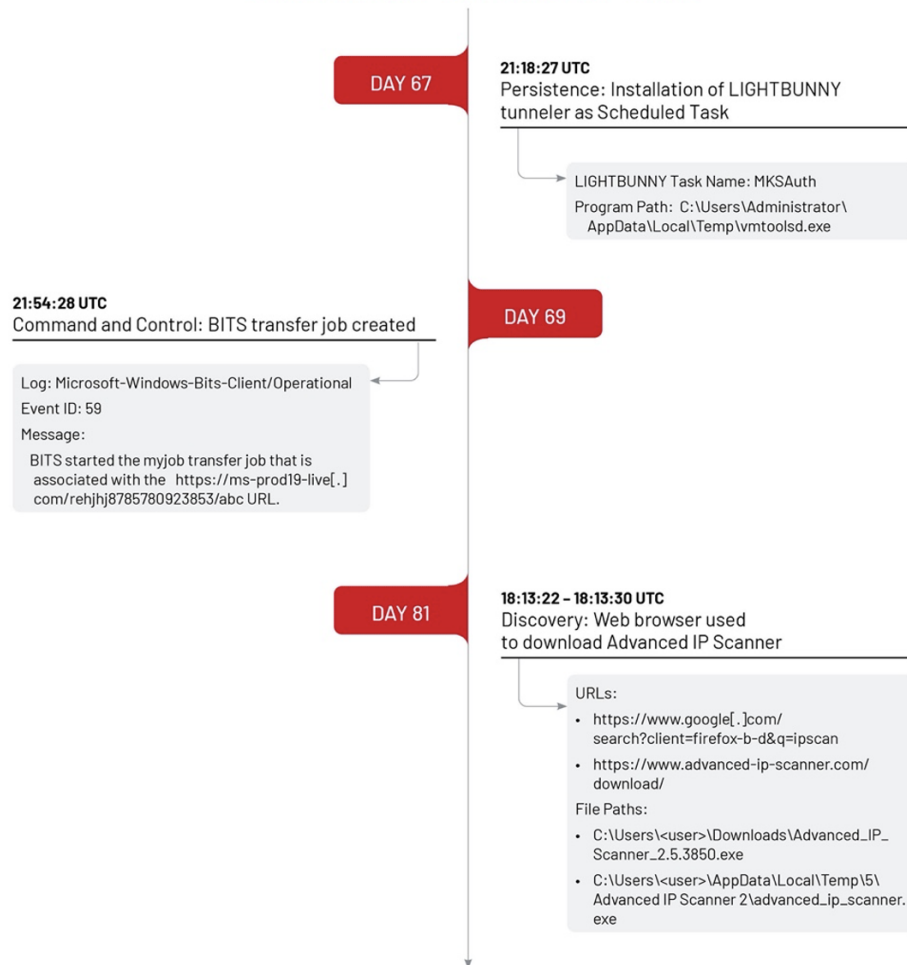 DAY 67
21:18:27 UTC
Persistence: Installation of LIGHTBUNNY
tunneler as Scheduled Task
LIGHTBUNNY Task Name: MKSAuth
Program Path: C:\Users\Administrator\
AppData\Local\Temp\vmtoolsd.exe
DAY 69
21:54:28 UTC
Command and Control: BITS transfer job created
Log: Microsoft-Windows-Bits-Client/Operational
Event ID: 59
Message:
BITS started the myjob transfer job that is
associated with the https://ms-prod19-live[.]
com/rehjhj8785780923853/abc URL.
DAY 81
18:13:22 – 18:13:30 UTC
Discovery: Web browser used
to download Advanced IP Scanner
URLs:
• https://www.google[.]com/
search?client=firefox-b-d&q=ipscan
• https://www.advanced-ip-scanner.com/
download/
File Paths:
• C:\Users\<user>\Downloads\Advanced_IP_
Scanner_2.5.3850.exe
• C:\Users\<user>\AppData\Local\Temp\5\
Advanced IP Scanner 2\advanced_ip_scanner.
exe